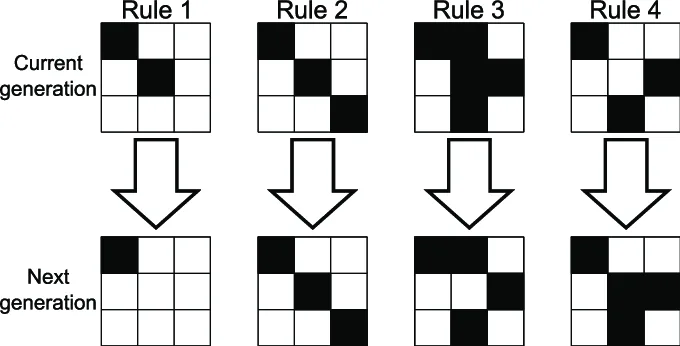 Rule 1
Rule 2
Rule 3
Rule 4
Current
generation
Next
generation